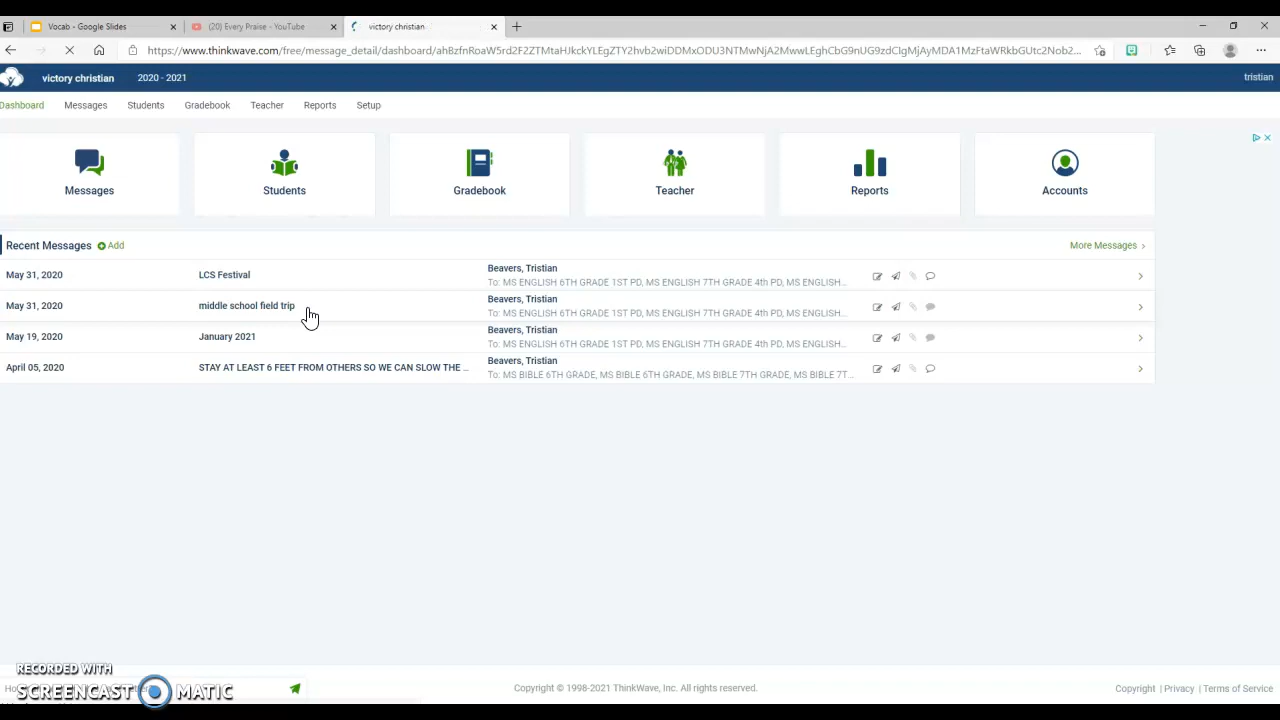 Vocab - Google Slides
(20) Every Praise - YouTube
victory christian
https://www.thinkwave.com/free/message_detail/dashboard/
victory christian 2020 - 2021 tristian
Dashboard Messages Students Gradebook Teacher Reports Setup
Messages Students Gradebook Teacher Reports Accounts
Recent Messages Add More Messages
May 31, 2020 LCS Festival Beavers, Tristian
To: MS ENGLISH 6TH GRADE 1ST PD, MS ENGLISH 7TH GRADE 4th PD, MS ENGLISH...
May 31, 2020 middle school field trip Beavers, Tristian
To: MS ENGLISH 6TH GRADE 1ST PD, MS ENGLISH 7TH GRADE 4th PD, MS ENGLISH...
May 19, 2020 January 2021 Beavers, Tristian
To: MS ENGLISH 6TH GRADE 1ST PD, MS ENGLISH 7TH GRADE 4th PD, MS ENGLISH...
April 05, 2020 STAY AT LEAST 6 FEET FROM OTHERS SO WE CAN SLOW THE ... Beavers, Tristian
To: MS BIBLE 6TH GRADE, MS BIBLE 6TH GRADE, MS BIBLE 7TH GRADE, MS BIBLE 7T...
RECORDED WITH
SCREENCAST MATIC
Copyright © 1998-2021 ThinkWave, Inc. All rights reserved.
Copyright | Privacy | Terms of Service